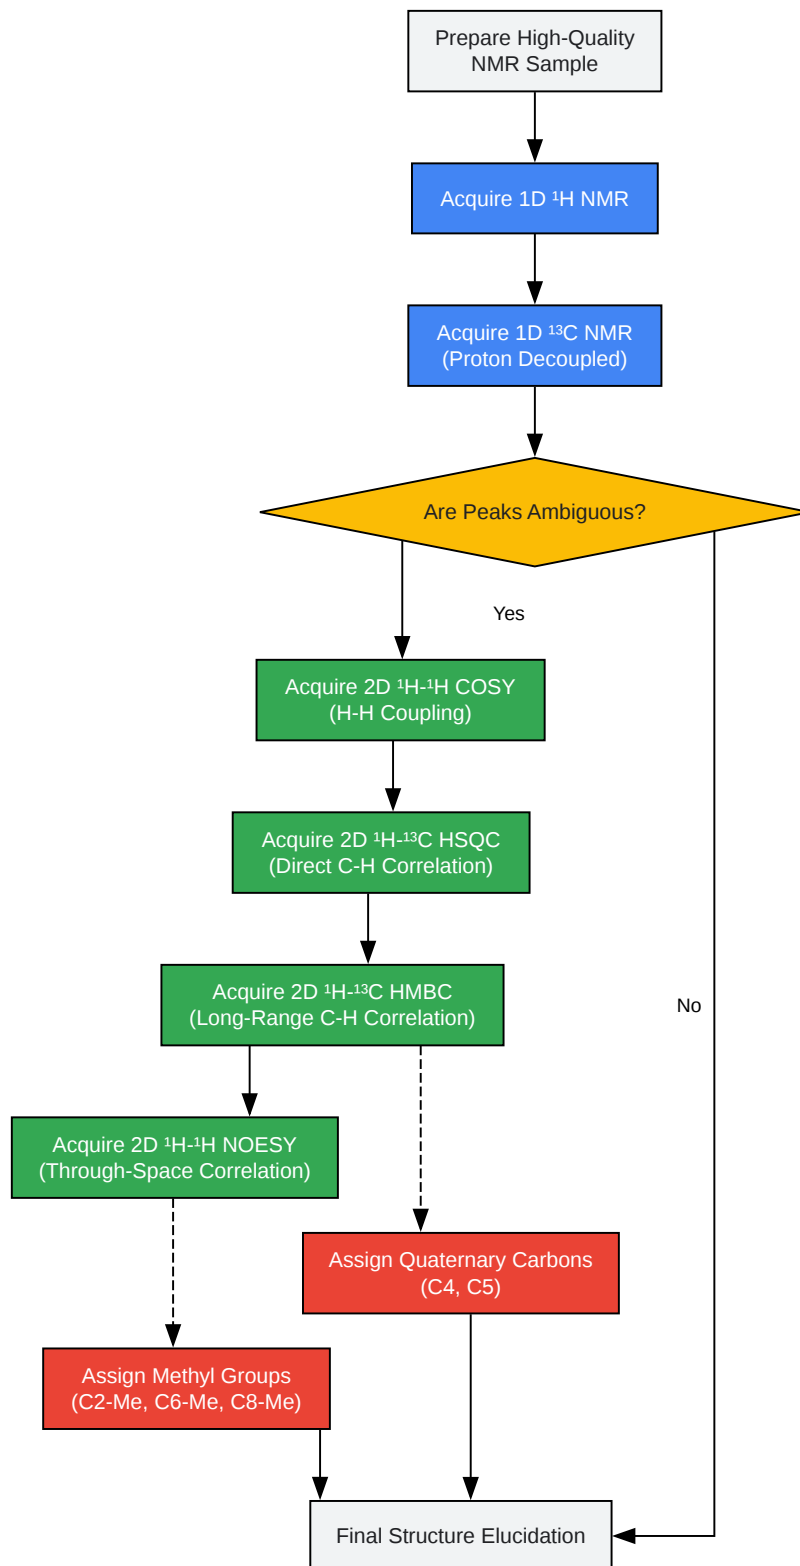 Prepare High-Quality
NMR Sample
Acquire 1D ¹H NMR
Acquire 1D ¹³C NMR
(Proton Decoupled)
Are Peaks Ambiguous?
Yes
Acquire 2D ¹H-¹H COSY
(H-H Coupling)
Acquire 2D ¹H-¹³C HSQC
(Direct C-H Correlation)
Acquire 2D ¹H-¹³C HMBC
(Long-Range C-H Correlation)
No
Acquire 2D ¹H-¹H NOESY
(Through-Space Correlation)
Assign Quaternary Carbons
(C4, C5)
Assign Methyl Groups
(C2-Me, C6-Me, C8-Me)
Final Structure Elucidation